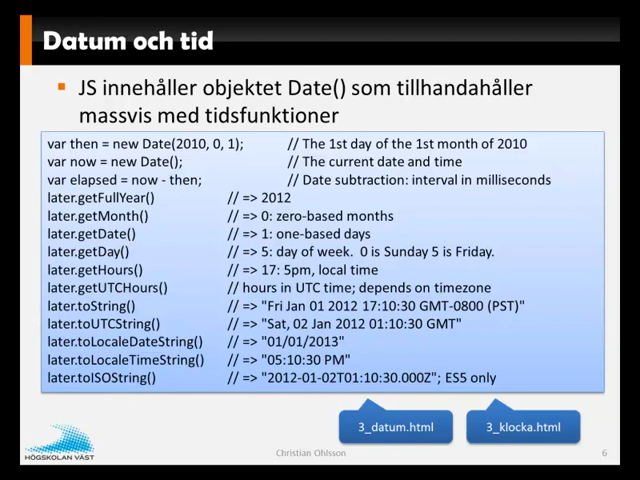 Datum och tid
JS innehåller objektet Date() som tillhandahåller
massvis med tidsfunktioner
var then = new Date(2010, 0, 1); // The 1st day of the 1st month of 2010
var now = new Date(); // The current date and time
var elapsed = now - then; // Date subtraction: interval in milliseconds
later.getFullYear() // => 2012
later.getMonth() // => 0: zero-based months
later.getDate() // => 1: one-based days
later.getDay() // => 5: day of week. 0 is Sunday 5 is Friday.
later.getHours() // => 17: 5pm, local time
later.getUTCHours() // hours in UTC time; depends on timezone
later.toString() // => "Fri Jan 01 2012 17:10:30 GMT-0800 (PST)"
later.toUTCString() // => "Sat, 02 Jan 2012 01:10:30 GMT"
later.toLocaleDateString() // => "01/01/2013"
later.toLocaleTimeString() // => "05:10:30 PM"
later.toISOString() // => "2012-01-02T01:10:30.000Z"; ES5 only
3_datum.html 3_klocka.html
HÖGSKOLAN VÄST
Christian Ohlsson 6